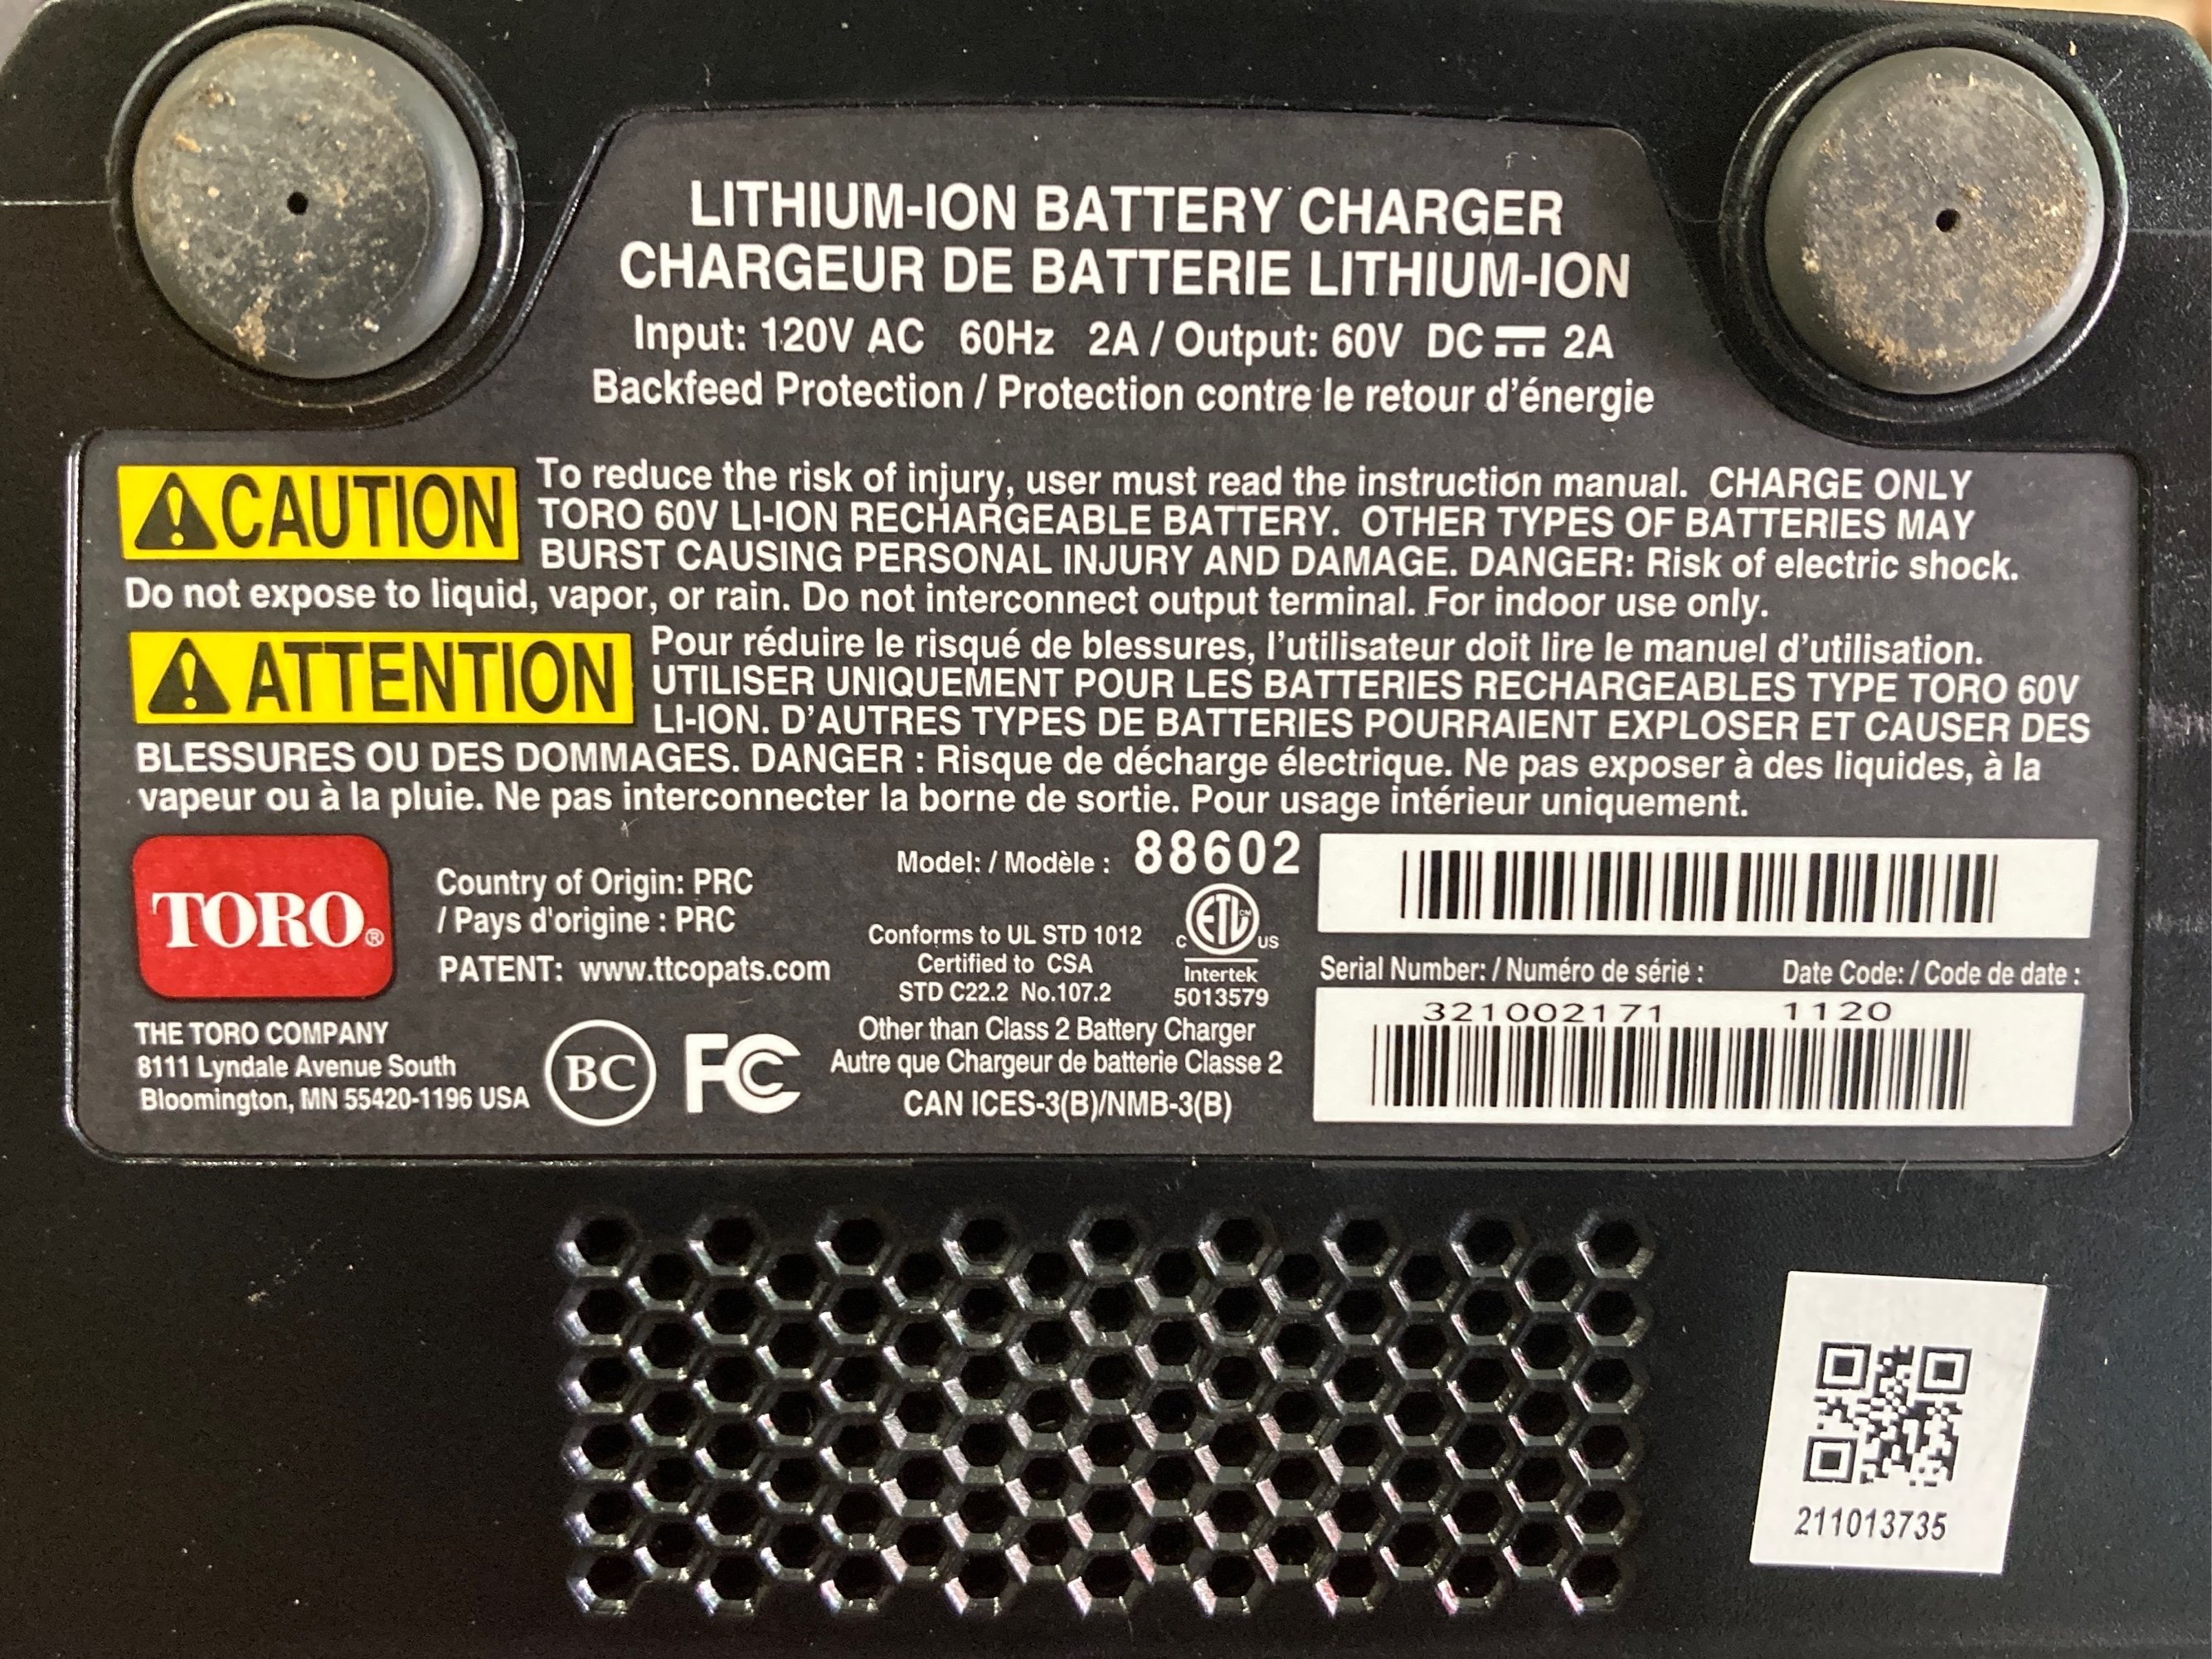 LITHIUM-ION BATTERY CHARGER
CHARGEUR DE BATTERIE LITHIUM-ION
Input: 120V AC 60Hz 2A / Output: 60V DC 2A
Backfeed Protection / Protection contre le retour d'énergie
CAUTION
To reduce the risk of injury, user must read the instruction manual. CHARGE ONLY
TORO 60V LI-ION RECHARGEABLE BATTERY. OTHER TYPES OF BATTERIES MAY
BURST CAUSING PERSONAL INJURY AND DAMAGE. DANGER: Risk of electric shock.
Do not expose to liquid, vapor, or rain. Do not interconnect output terminal. For indoor use only.
ATTENTION
Pour réduire le risqué de blessures, l'utilisateur doit lire le manuel d'utilisation.
UTILISER UNIQUEMENT POUR LES BATTERIES RECHARGEABLES TYPE TORO 60V
LI-ION. D'AUTRES TYPES DE BATTERIES POURRAIENT EXPLOSER ET CAUSER DES
BLESSURES OU DES DOMMAGES. DANGER : Risque de décharge électrique. Ne pas exposer à des liquides, à la
vapeur ou à la pluie. Ne pas interconnecter la borne de sortie. Pour usage intérieur uniquement.
TORO®
Country of Origin: PRC
/ Pays d'origine : PRC
PATENT: www.ttcopats.com
THE TORO COMPANY
8111 Lyndale Avenue South
Bloomington, MN 55420-1196 USA
BC
FC
Model: / Modèle : 88602
Conforms to UL STD 1012
Certified to CSA
STD C22.2 No.107.2
C ETL CM US
Intertek
5013579
Other than Class 2 Battery Charger
Autre que Chargeur de batterie Classe 2
CAN ICES-3(B)/NMB-3(B)
Serial Number: / Numéro de série :
Date Code: / Code de date :
321002171 1120
211013735